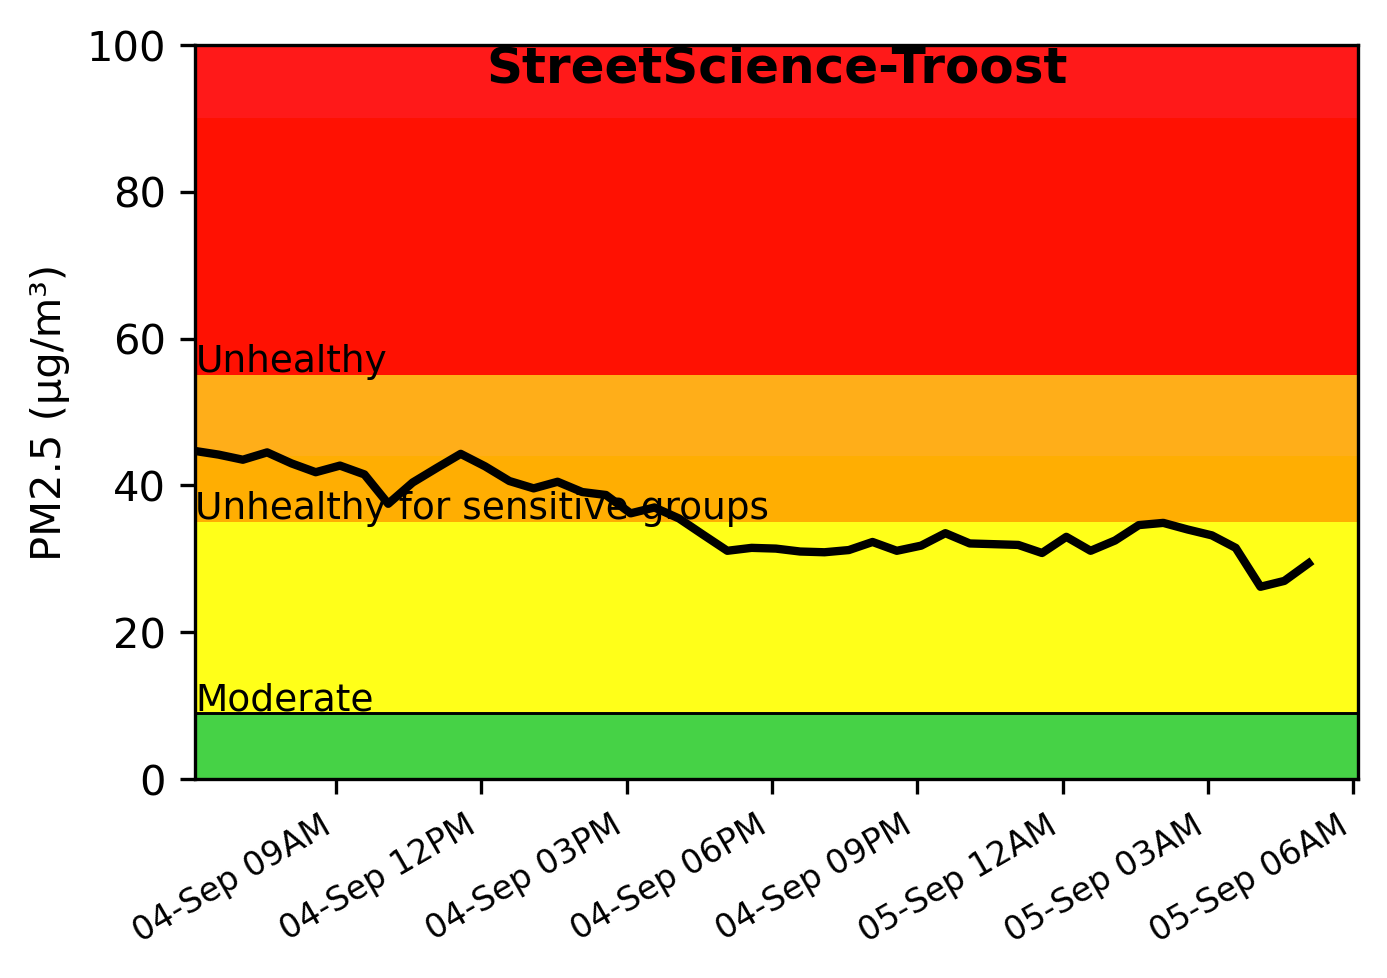 StreetScience-Troost
PM2.5 (µg/m³)
100
80
60
40
20
0
Unhealthy
Unhealthy for sensitive groups
Moderate
04-Sep 09AM
04-Sep 12PM
04-Sep 03PM
04-Sep 06PM
04-Sep 09PM
05-Sep 12AM
05-Sep 03AM
05-Sep 06AM